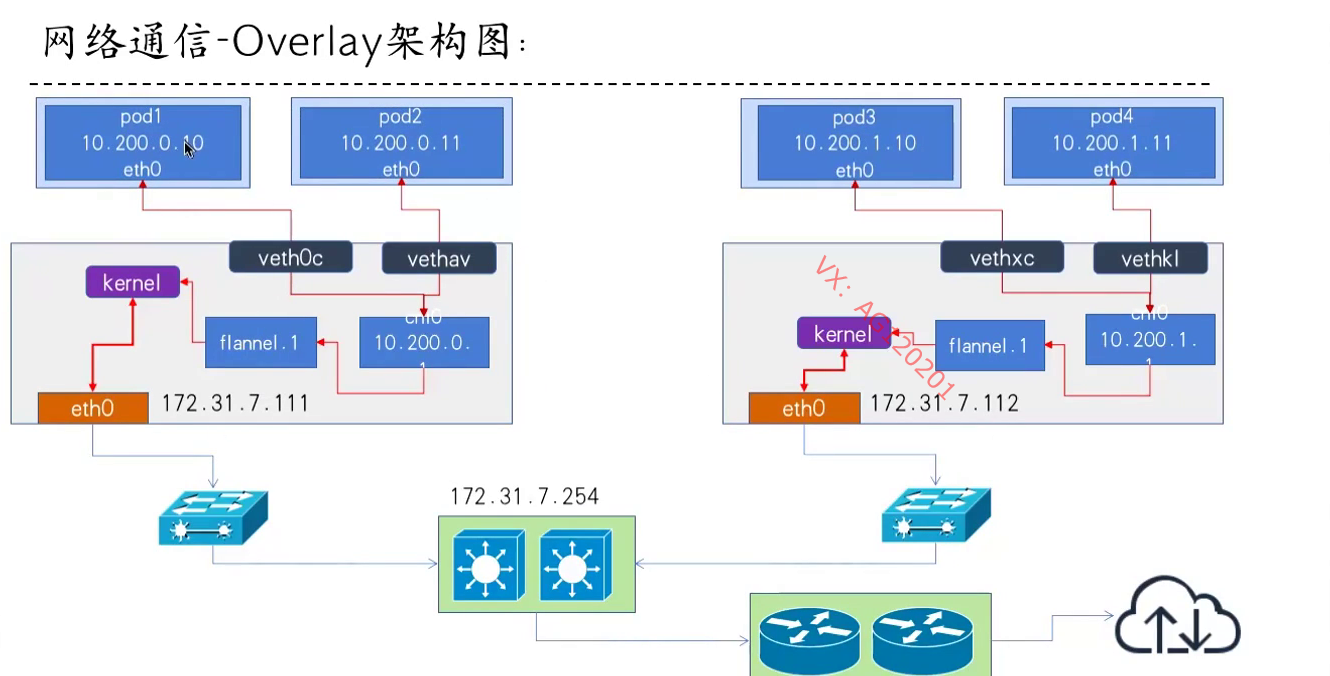 网络通信-Overlay架构图：
pod1
10.200.0.10
eth0
pod2
10.200.0.11
eth0
pod3
10.200.1.10
eth0
pod4
10.200.1.11
eth0
veth0c
vethav
kernel
flannel.1
cni0
10.200.0.
1
eth0
172.31.7.111
vethxc
vethkl
kernel
flannel.1
cni0
10.200.1.
1
eth0
172.31.7.112
172.31.7.254